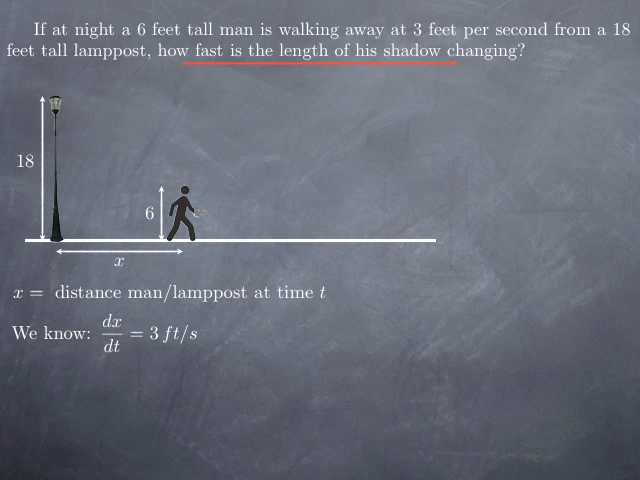 If at night a 6 feet tall man is walking away at 3 feet per second from a 18
feet tall lamppost, how fast is the length of his shadow changing?
18
6
x
x = distance man/lamppost at time t
We know: dx/dt = 3 ft/s